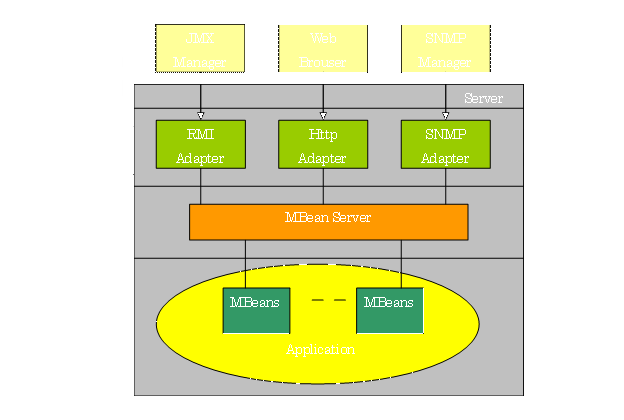 JMX
Web
SNMP
Manager
Browser
Manager
Server
RMI
Http
SNMP
Adapter
Adapter
Adapter
MBean Server
MBeans
MBeans
Application